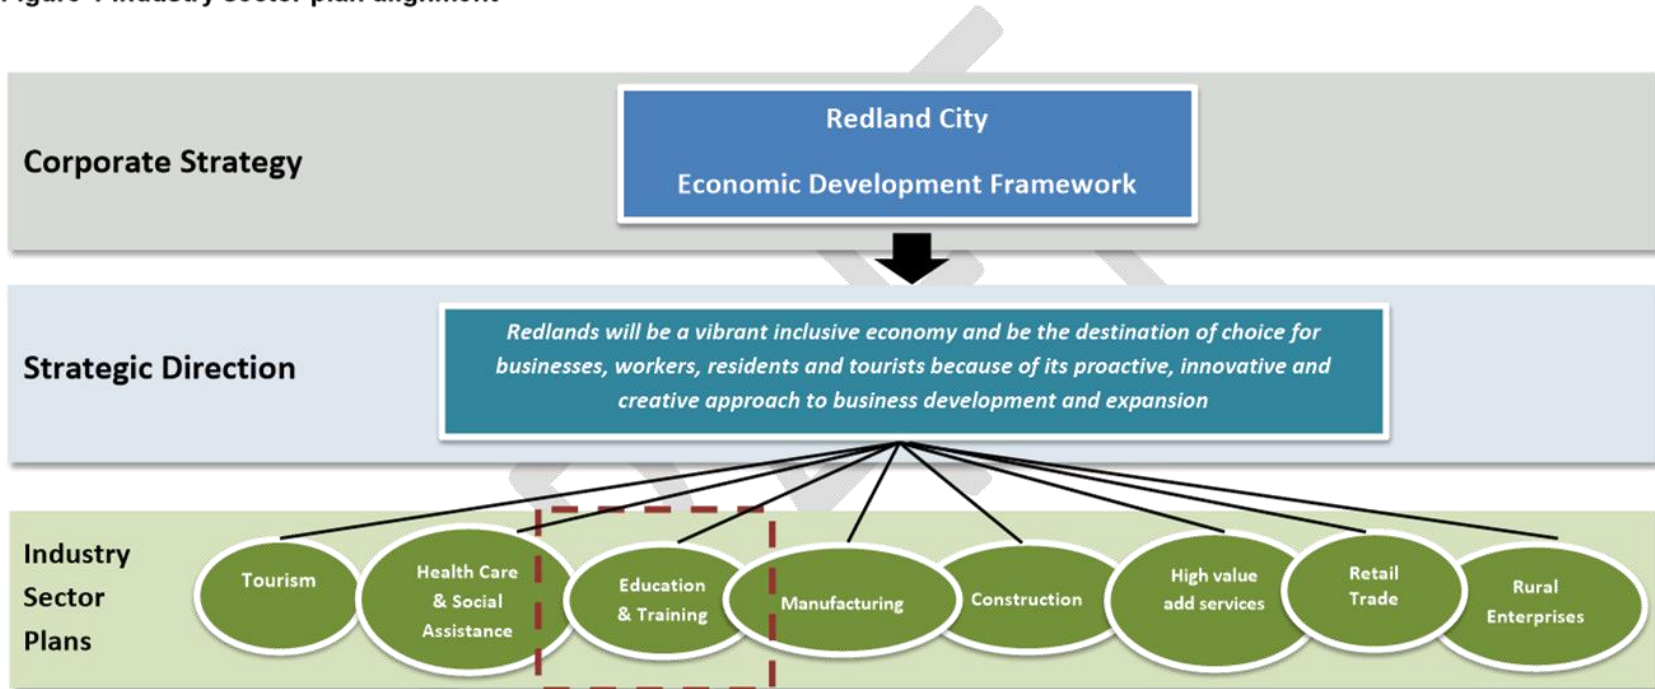 Corporate Strategy
Redland City
Economic Development Framework
Strategic Direction
Redlands will be a vibrant inclusive economy and be the destination of choice for
businesses, workers, residents and tourists because of its proactive, innovative and
creative approach to business development and expansion
Industry
Sector
Plans
Tourism
Health Care
& Social
Assistance
Education
& Training
Manufacturing
Construction
High value
add services
Retail
Trade
Rural
Enterprises